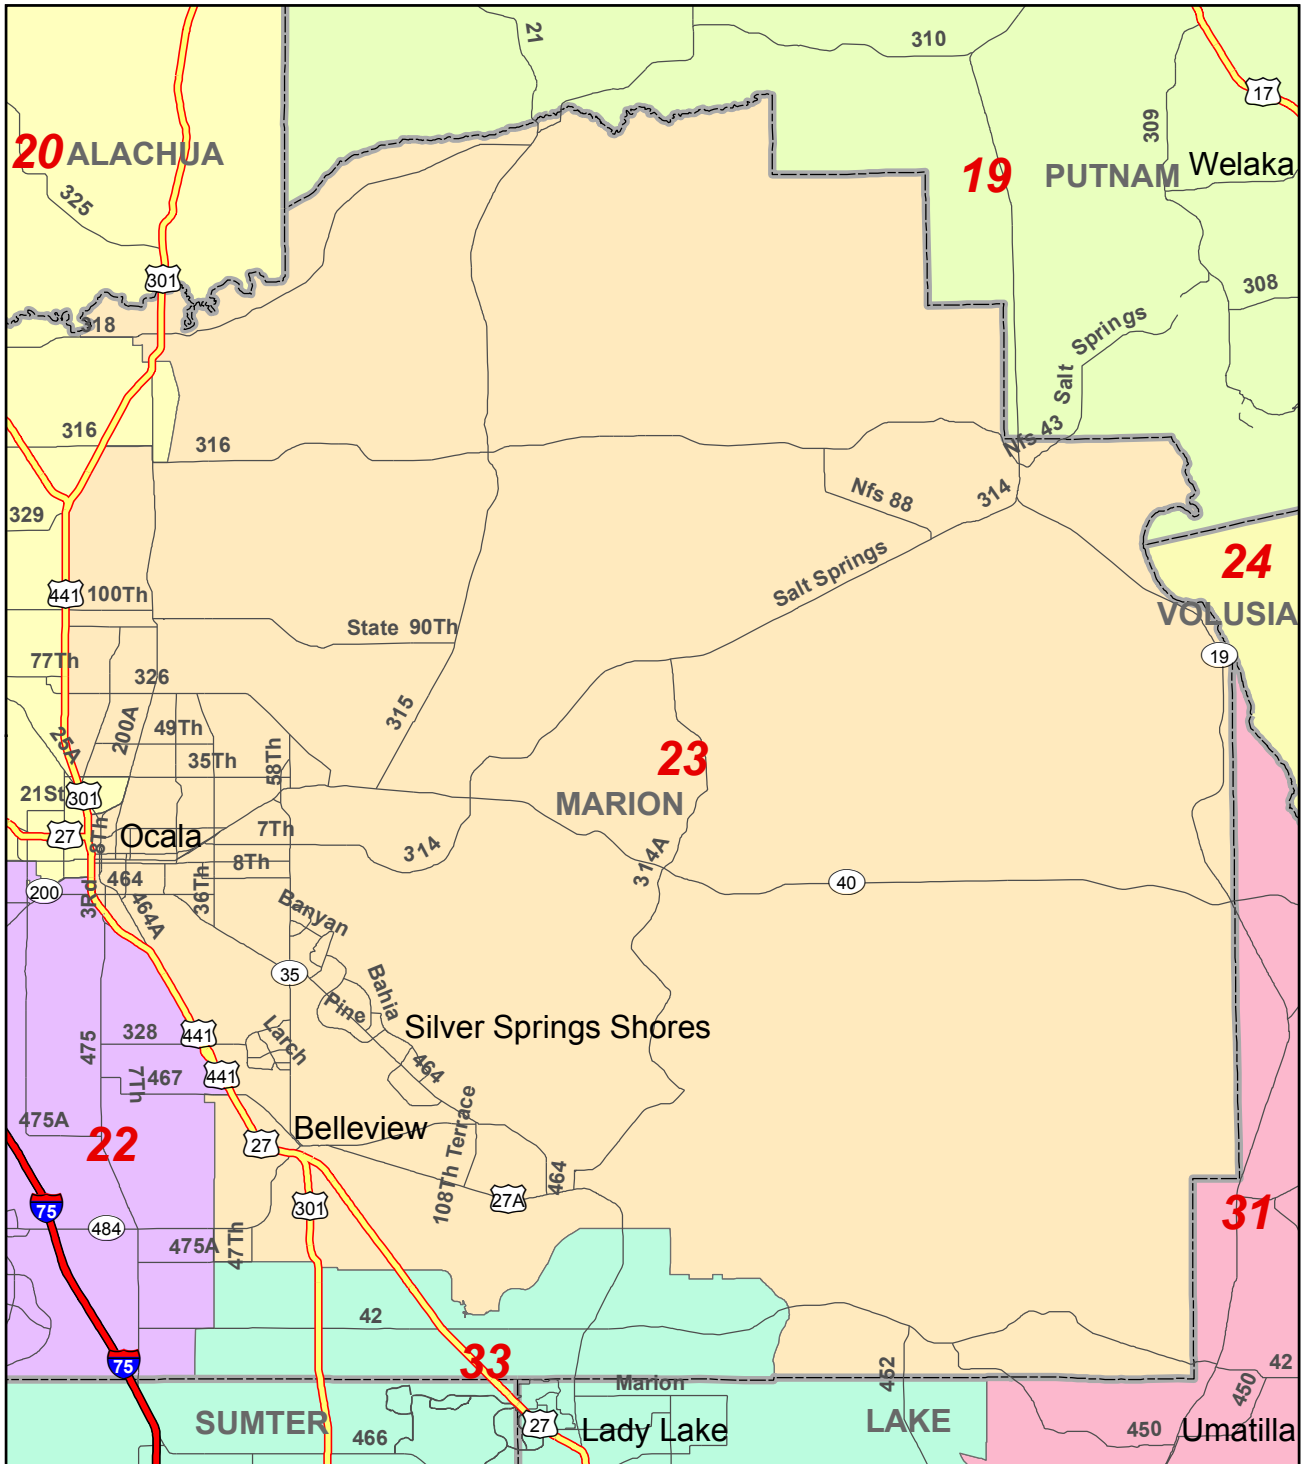 21
310
17
309
20 ALACHUA
19
PUTNAM
Welaka
325
301
308
318
Salt Springs
316
316
Nfs 43
Nfs 88
314
329
24
441
100Th
Salt Springs
VOLUSIA
State 90Th
77Th
19
326
315
200A
49Th
25A
35Th
58Th
23
21St
301
MARION
27
8Th
Ocala
7Th
314
314A
8Th
200
464
40
3Rd
464A
36Th
Banyan
35
Bahia
Pine
Silver Springs Shores
441
328
475
Larch
464
441
7Th
467
475A
22
Belleview
27
108Th Terrace
464
27A
75
301
31
484
475A
47Th
42
33
75
42
Marion
452
450
SUMTER
27
Lady Lake
LAKE
450
Umatilla
466